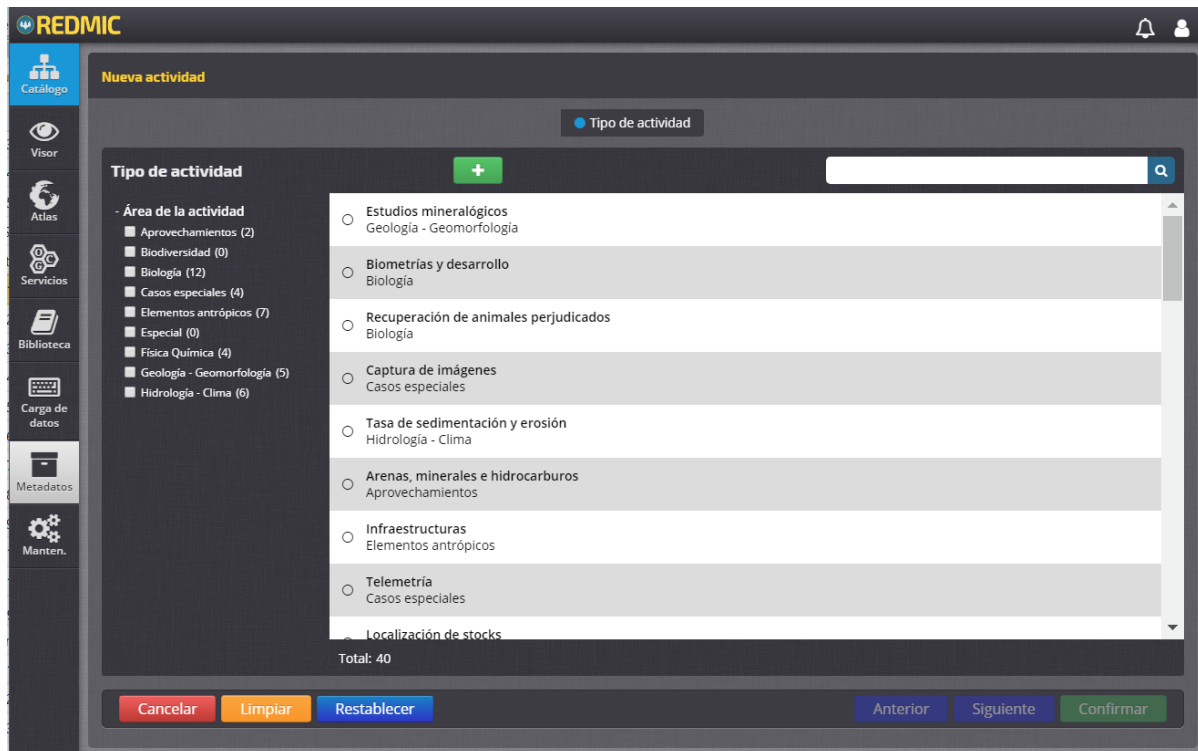 REDMIC
Catálogo
Visor
Atlas
Servicios
Biblioteca
Carga de
datos
Metadatos
Manten.
Nueva actividad
Tipo de actividad
Tipo de actividad
+
- Área de la actividad
Aprovechamientos (2)
Biodiversidad (0)
Biología (12)
Casos especiales (4)
Elementos antrópicos (7)
Especial (0)
Física Química (4)
Geología - Geomorfología (5)
Hidrología - Clima (6)
Estudios mineralógicos
Geología - Geomorfología
Biometrías y desarrollo
Biología
Recuperación de animales perjudicados
Biología
Captura de imágenes
Casos especiales
Tasa de sedimentación y erosión
Hidrología - Clima
Arenas, minerales e hidrocarburos
Aprovechamientos
Infraestructuras
Elementos antrópicos
Telemetría
Casos especiales
Localización de stocks
Total: 40
Cancelar
Limpiar
Restablecer
Anterior
Siguiente
Confirmar